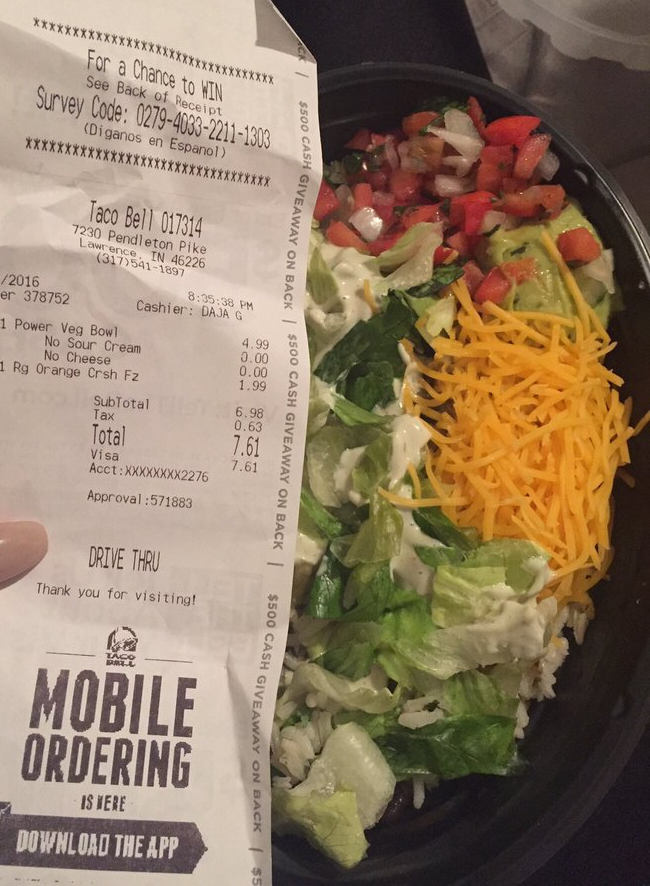 xxxxxxxxxxxxxxxxxxxxxxxxxxxxxx
For a Chance to WIN
See Back of Receipt
Survey Code: 0279-4033-2211-1303
(Diganos en Espanol)
xxxxxxxxxxxxxxxxxxxxxxxxxxxxxx
Taco Bell 017314
7230 Pendleton Pike
Lawrence, IN 46226
(317)541-1897
/2016 8:35:38 PM
er 378752 Cashier: DAJA G
1 Power Veg Bowl 4.99
No Sour Cream 0.00
No Cheese 0.00
1 Rg Orange Crsh Fz 1.99
SubTotal 6.98
Tax 0.63
Total 7.61
Visa 7.61
Acct:XXXXXXXX2276
Approval:571883
DRIVE THRU
Thank you for visiting!
TACO
BELL
MOBILE
ORDERING
IS HERE
DOWNLOAD THE APP
CK | $500 CASH GIVEAWAY ON BACK | $500 CASH GIVEAWAY ON BACK | $500 CASH GIVEAWAY ON BACK | $5